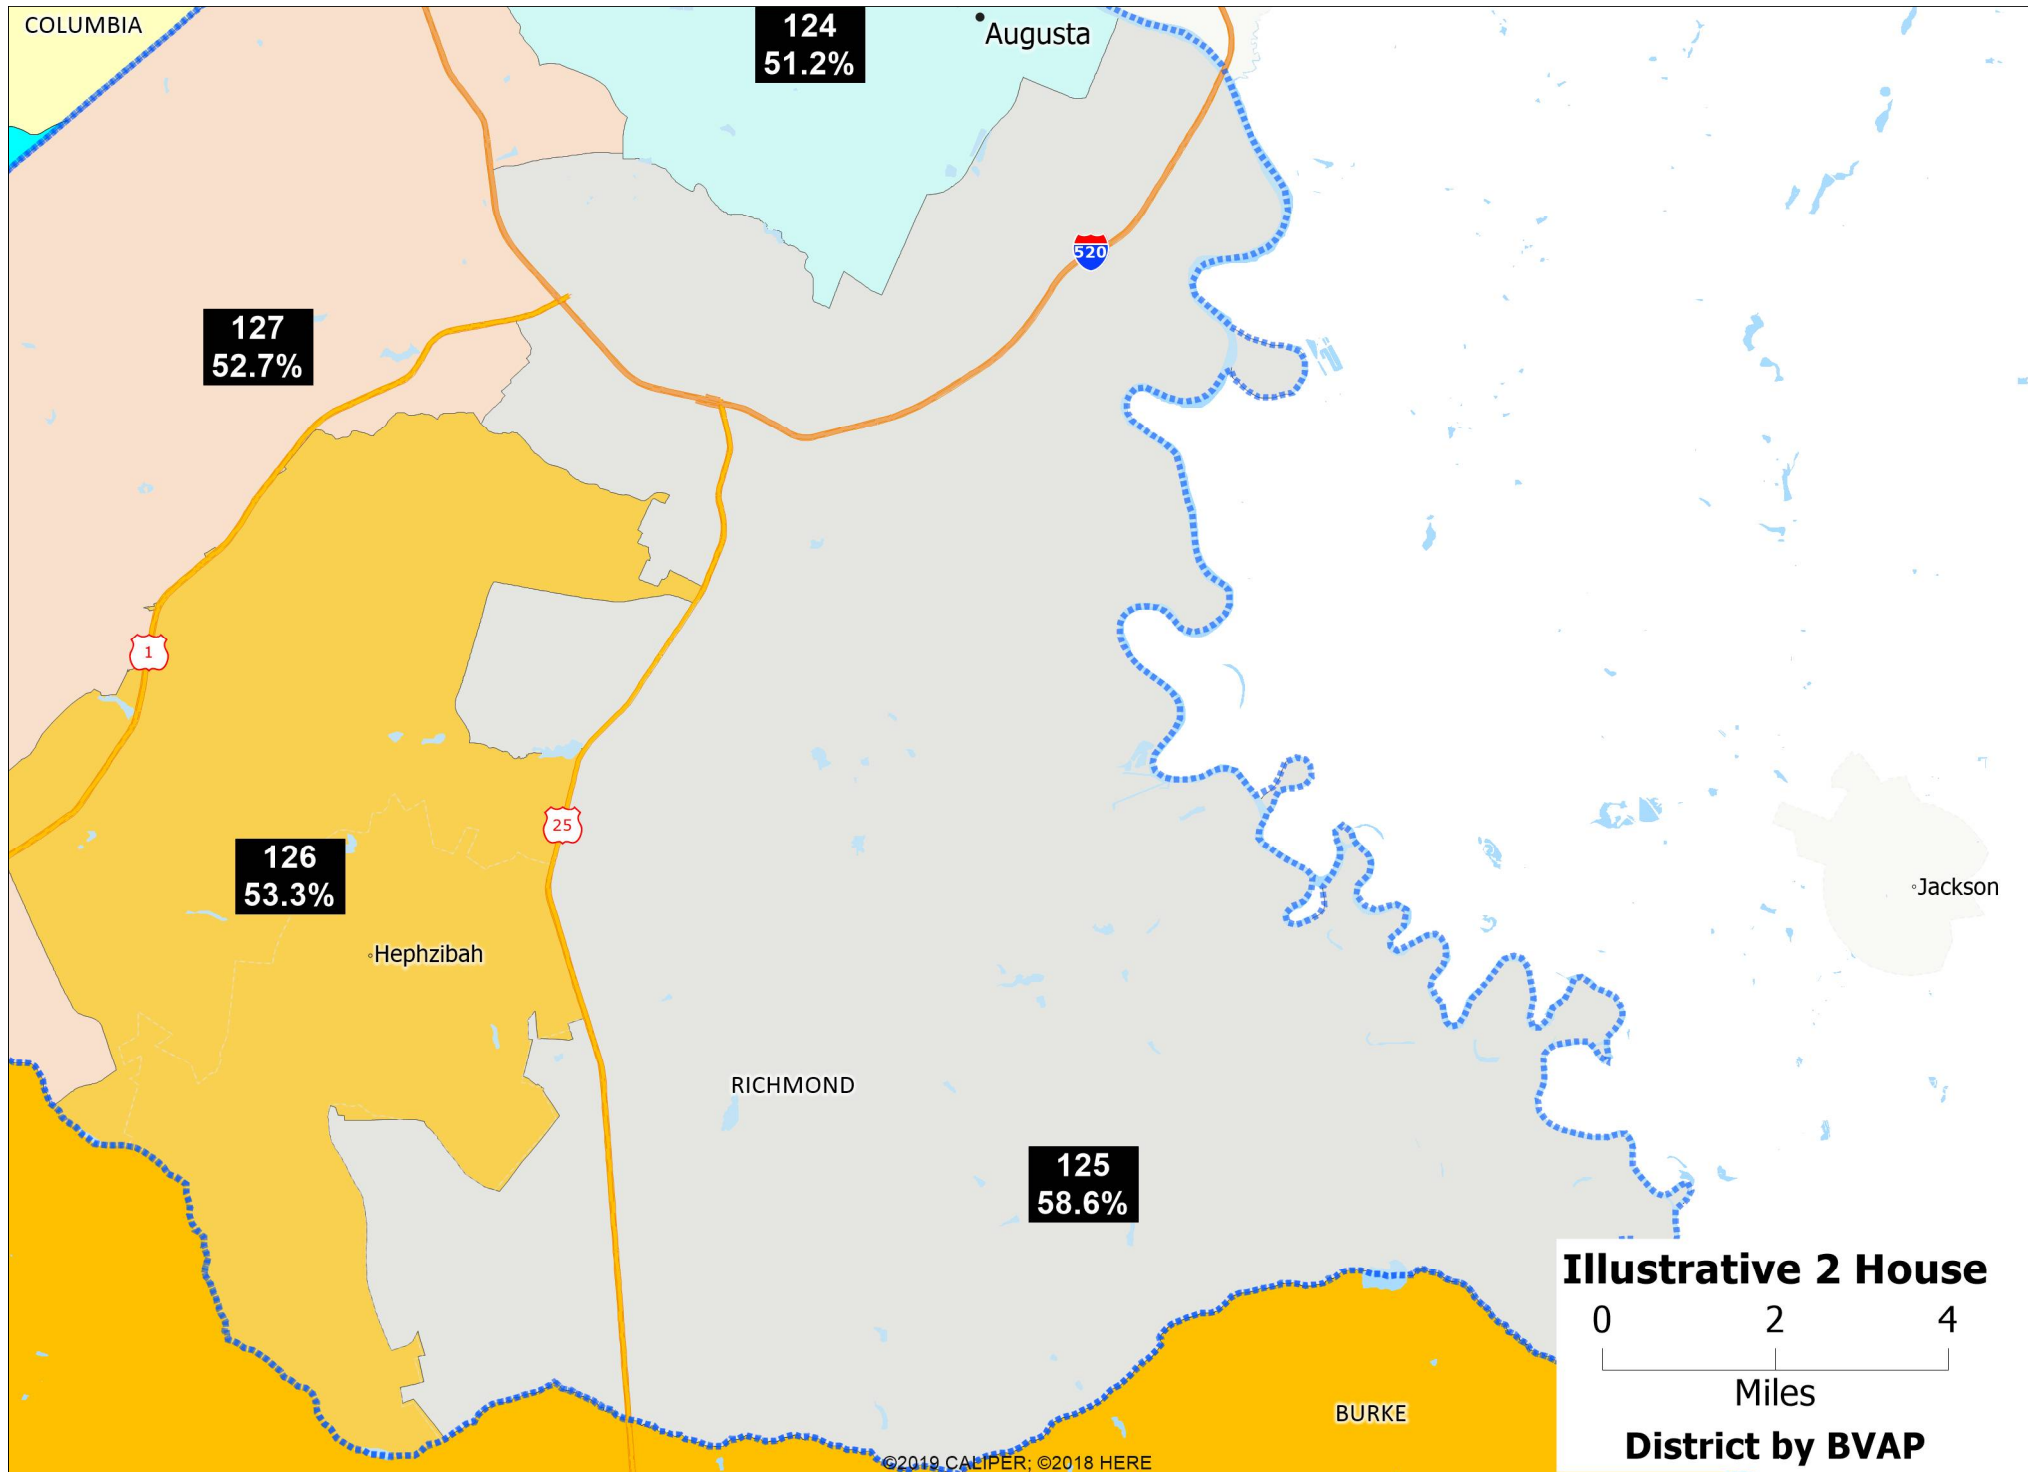 COLUMBIA
124
51.2%
Augusta
520
127
52.7%
1
25
126
53.3%
Jackson
Hephzibah
RICHMOND
125
58.6%
Illustrative 2 House
0 2 4
Miles
BURKE
District by BVAP
©2019 CALIPER; ©2018 HERE